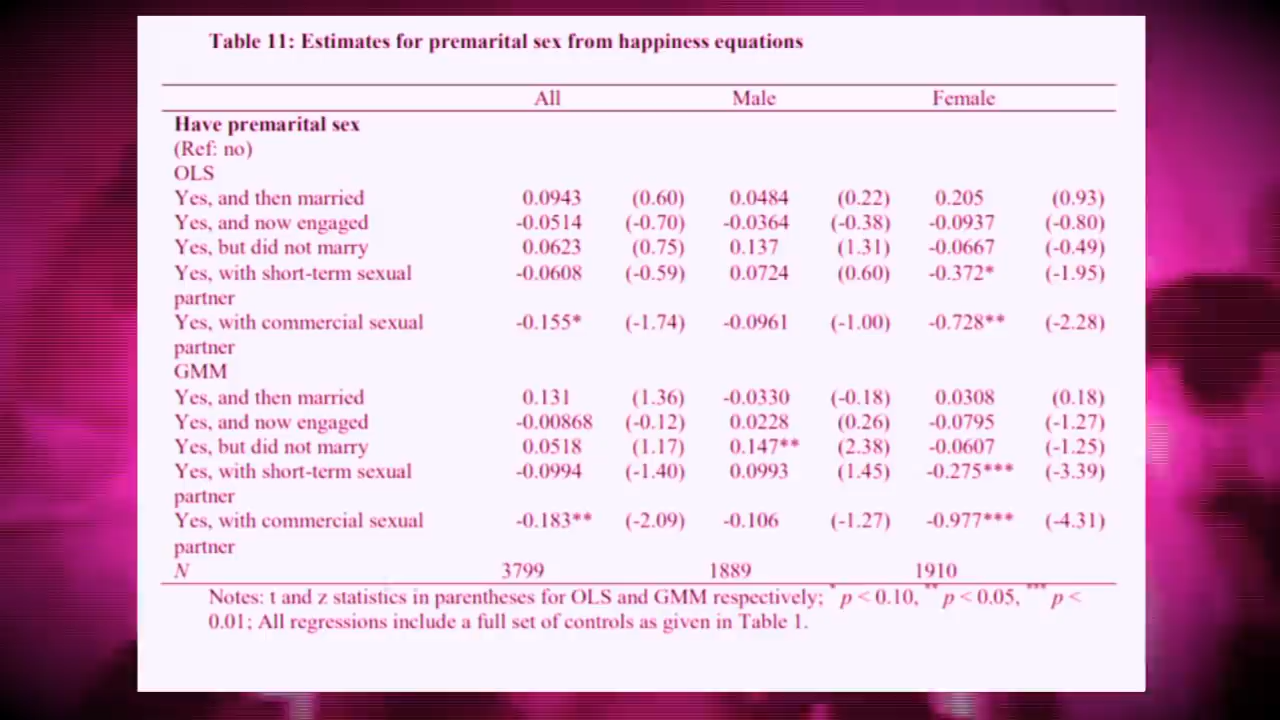 Table 11: Estimates for premarital sex from happiness equations
All Male Female
Have premarital sex
(Ref: no)
OLS
Yes, and then married 0.0943 (0.60) 0.0484 (0.22) 0.205 (0.93)
Yes, and now engaged -0.0514 (-0.70) -0.0364 (-0.38) -0.0937 (-0.80)
Yes, but did not marry 0.0623 (0.75) 0.137 (1.31) -0.0667 (-0.49)
Yes, with short-term sexual -0.0608 (-0.59) 0.0724 (0.60) -0.372* (-1.95)
partner
Yes, with commercial sexual -0.155* (-1.74) -0.0961 (-1.00) -0.728** (-2.28)
partner
GMM
Yes, and then married 0.131 (1.36) -0.0330 (-0.18) 0.0308 (0.18)
Yes, and now engaged -0.00868 (-0.12) 0.0228 (0.26) -0.0795 (-1.27)
Yes, but did not marry 0.0518 (1.17) 0.147** (2.38) -0.0607 (-1.25)
Yes, with short-term sexual -0.0994 (-1.40) 0.0993 (1.45) -0.275*** (-3.39)
partner
Yes, with commercial sexual -0.183** (-2.09) -0.106 (-1.27) -0.977*** (-4.31)
partner
N 3799 1889 1910
Notes: t and z statistics in parentheses for OLS and GMM respectively; * p < 0.10, ** p < 0.05, *** p <
0.01; All regressions include a full set of controls as given in Table 1.